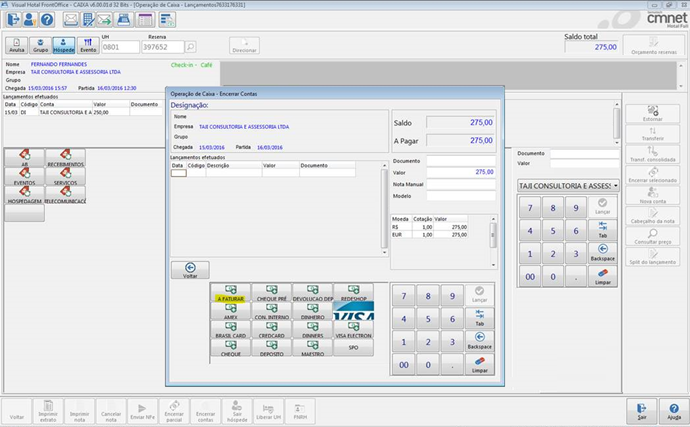 Visual Hotal FrontOffice - CAIXA v6.00.01d 32 Bits - [Operação de Caixa - Lançamentos7633176331]
cmnet
Hotel Full
Avulsa
Grupo
Hóspede
Evento
UH
0801
Reserva
397652
Direcionar
Saldo total
275,00
Orçamento reservas
Nome FERNANDO FERNANDES
Check-in - Café
Empresa TAJI CONSULTORIA E ASSESSORIA LTDA
Grupo
Chegada 15/03/2016 15:57 Partida 16/03/2016 12:30
Lançamentos efetuados
Data Código Conta Valor Documento
15/03 DI TAJI CONSULTORIA E A 250,00
AB
RECEBIMENTOS
EVENTOS
SERVIÇOS
HOSPEDAGEM
TELECOMUNICAC
Operação de Caixa - Encerrar Contas
Designação:
Nome
Empresa TAJI CONSULTORIA E ASSESSORIA LTDA
Grupo
Chegada 15/03/2016 Partida 16/03/2016
Lançamentos efetuados
Data Código Descrição Valor Documento
Saldo 275,00
A Pagar 275,00
Documento
Valor 275,00
Nota Manual
Modelo
Moeda Cotação Valor
R$ 1,00 275,00
EUR 1,00 275,00
Voltar
A FATURAR
CHEQUE PRÉ
DEVOLUCAO DEP
REDESHOP
AMEX
CON. INTERNO
DINHEIRO
VISA
BRASIL CARD
CREDCARD
DINNERS
VISA ELECTRON
CHEQUE
DEPOSITO
MAESTRO
SPO
7 8 9 Lançar
4 5 6 Tab
1 2 3 Backspace
00 0 . Limpar
Documento
Valor
TAJI CONSULTORIA E ASSES
7 8 9 Lançar
4 5 6 Tab
1 2 3 Backspace
00 0 . Limpar
Estornar
Transferir
Transf. consolidada
Encerrar selecionado
Nova conta
Cabeçalho da nota
Consultar preço
Split do lançamento
Voltar
Imprimir extrato
Imprimir nota
Cancelar nota
Enviar NFa
Encerrar parcial
Encerrar contas
Sair hóspede
Liberar UH
FNRH
Sair
Ajuda